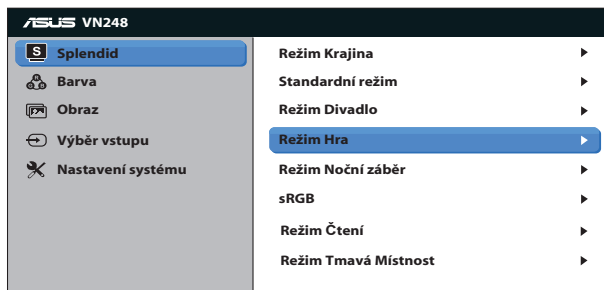 ASUS VN248
S Splendid
Barva
Obraz
Výběr vstupu
Nastavení systému
Režim Krajina
Standardní režim
Režim Divadlo
Režim Hra
Režim Noční záběr
sRGB
Režim Čtení
Režim Tmavá Místnost